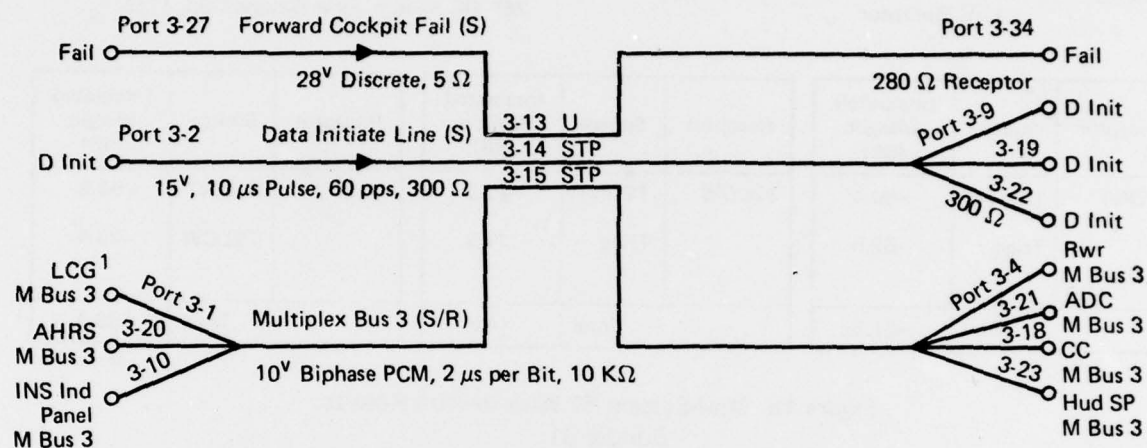 Port 3-27 Forward Cockpit Fail (S) Port 3-34
Fail Fail
28v Discrete, 5 Ω 280 Ω Receptor
D Init
Port 3-9
3-13 U
Port 3-2 Data Initiate Line (S) 3-14 STP 3-19
D Init D Init
3-15 STP
15v, 10 μs Pulse, 60 pps, 300 Ω 3-22
300 Ω D Init
Rwr
LCG1 M Bus 3
M Bus 3 Port 3-1 Port 3-4
3-21 ADC
AHRS 3-20 Multiplex Bus 3 (S/R) M Bus 3
M Bus 3 3-18 CC
3-10 M Bus 3
10v Biphase PCM, 2 μs per Bit, 10 KΩ 3-23
INS Ind Hud SP
Panel M Bus 3
M Bus 3